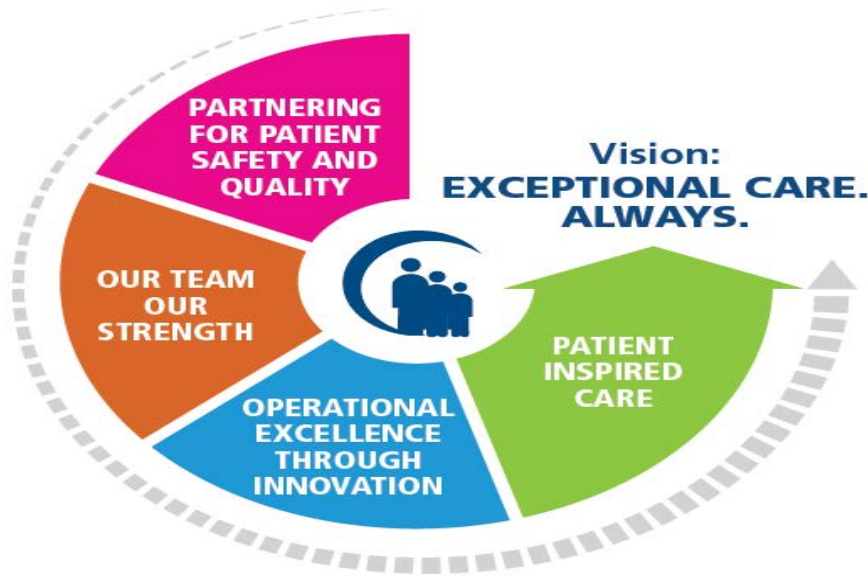 PARTNERING
FOR PATIENT
SAFETY AND
QUALITY
Vision:
EXCEPTIONAL CARE.
ALWAYS.
OUR TEAM
OUR
STRENGTH
PATIENT
INSPIRED
CARE
OPERATIONAL
EXCELLENCE
THROUGH
INNOVATION